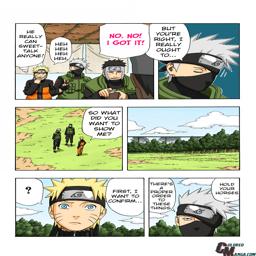 BUT
YOU'RE
RIGHT, I
REALLY
OUGHT
TO...
NO. NO!
I GOT IT!
HEH
HEH
HEH
HEH.
HE
REALLY
CAN
SWEET-
TALK
ANYONE!
SO WHAT
DID YOU
WANT TO
SHOW
ME?
HOLD
YOUR
HORSES.
THERE'S
A
PROPER
ORDER
TO
THESE
THINGS.
FIRST, I
WANT TO
CONFIRM...
?
COLORED
MANGA.COM